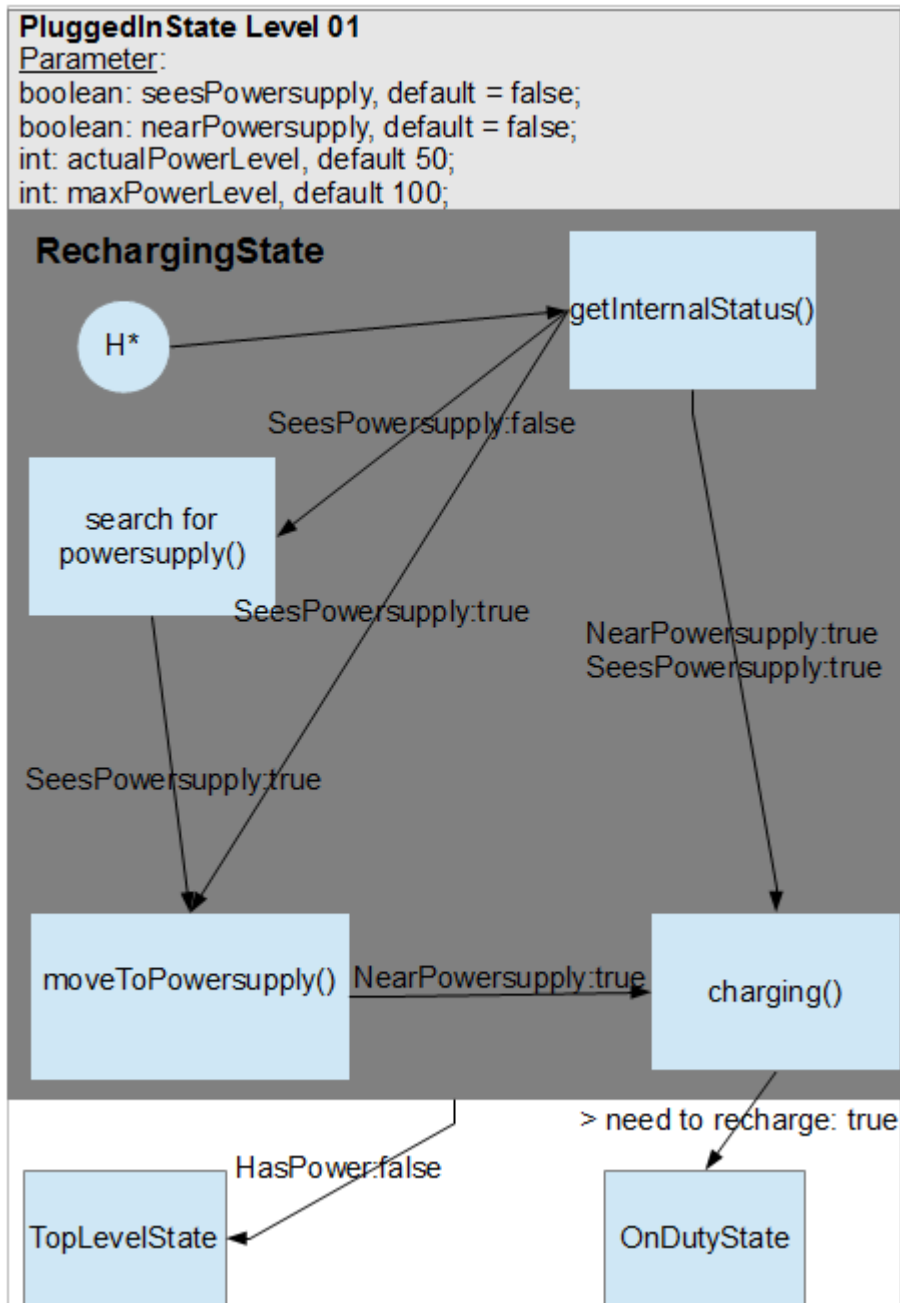 PluggedInState Level 01
Parameter:
boolean: seesPowersupply, default = false;
boolean: nearPowersupply, default = false;
int: actualPowerLevel, default 50;
int: maxPowerLevel, default 100;
RechargingState
getInternalStatus()
H*
SeesPowersupply:false
search for
powersupply()
SeesPowersupply:true
NearPowersupply:true
SeesPowersupply:true
SeesPowersupply:true
moveToPowersupply()
NearPowersupply:true
charging()
> need to recharge: true
HasPower:false
TopLevelState
OnDutyState